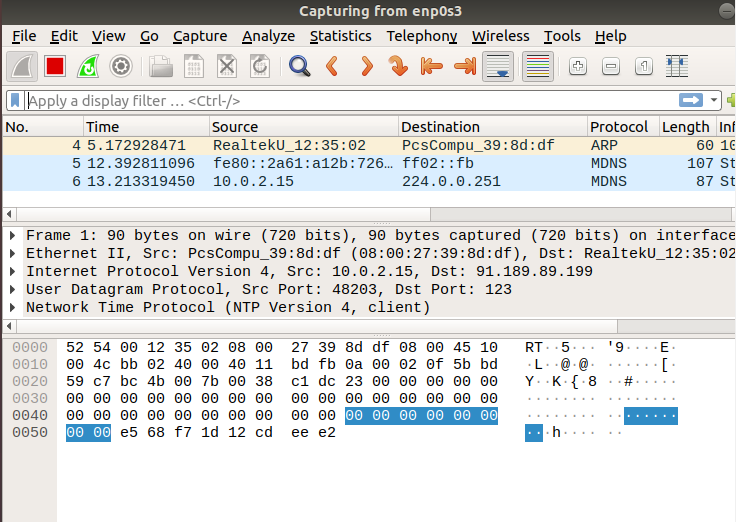 Capturing from enp0s3
File Edit View Go Capture Analyze Statistics Telephony Wireless Tools Help
Apply a display filter … <Ctrl-/>
No. Time Source Destination Protocol Length Inf
4 5.172928471 RealtekU_12:35:02 PcsCompu_39:8d:df ARP 60 10
5 12.392811096 fe80::2a61:a12b:726… ff02::fb MDNS 107 St
6 13.213319450 10.0.2.15 224.0.0.251 MDNS 87 St
Frame 1: 90 bytes on wire (720 bits), 90 bytes captured (720 bits) on interface
Ethernet II, Src: PcsCompu_39:8d:df (08:00:27:39:8d:df), Dst: RealtekU_12:35:02
Internet Protocol Version 4, Src: 10.0.2.15, Dst: 91.189.89.199
User Datagram Protocol, Src Port: 48203, Dst Port: 123
Network Time Protocol (NTP Version 4, client)
0000 52 54 00 12 35 02 08 00 27 39 8d df 08 00 45 10 RT··5··· '9····E·
0010 00 4c bb 02 40 00 40 11 bd fb 0a 00 02 0f 5b bd ·L··@·@· ······[·
0020 59 c7 bc 4b 00 7b 00 38 c1 dc 23 00 00 00 00 00 Y··K·{·8 ··#·····
0030 00 00 00 00 00 00 00 00 00 00 00 00 00 00 00 00 ········ ········
0040 00 00 00 00 00 00 00 00 00 00 00 00 00 00 00 00 ········ ········
0050 00 00 e5 68 f7 1d 12 cd ee e2 ···h···· ··